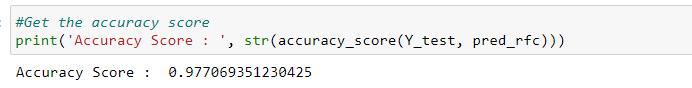 #Get the accuracy score
print('Accuracy Score : ', str(accuracy_score(Y_test, pred_rfc)))
Accuracy Score :  0.977069351230425